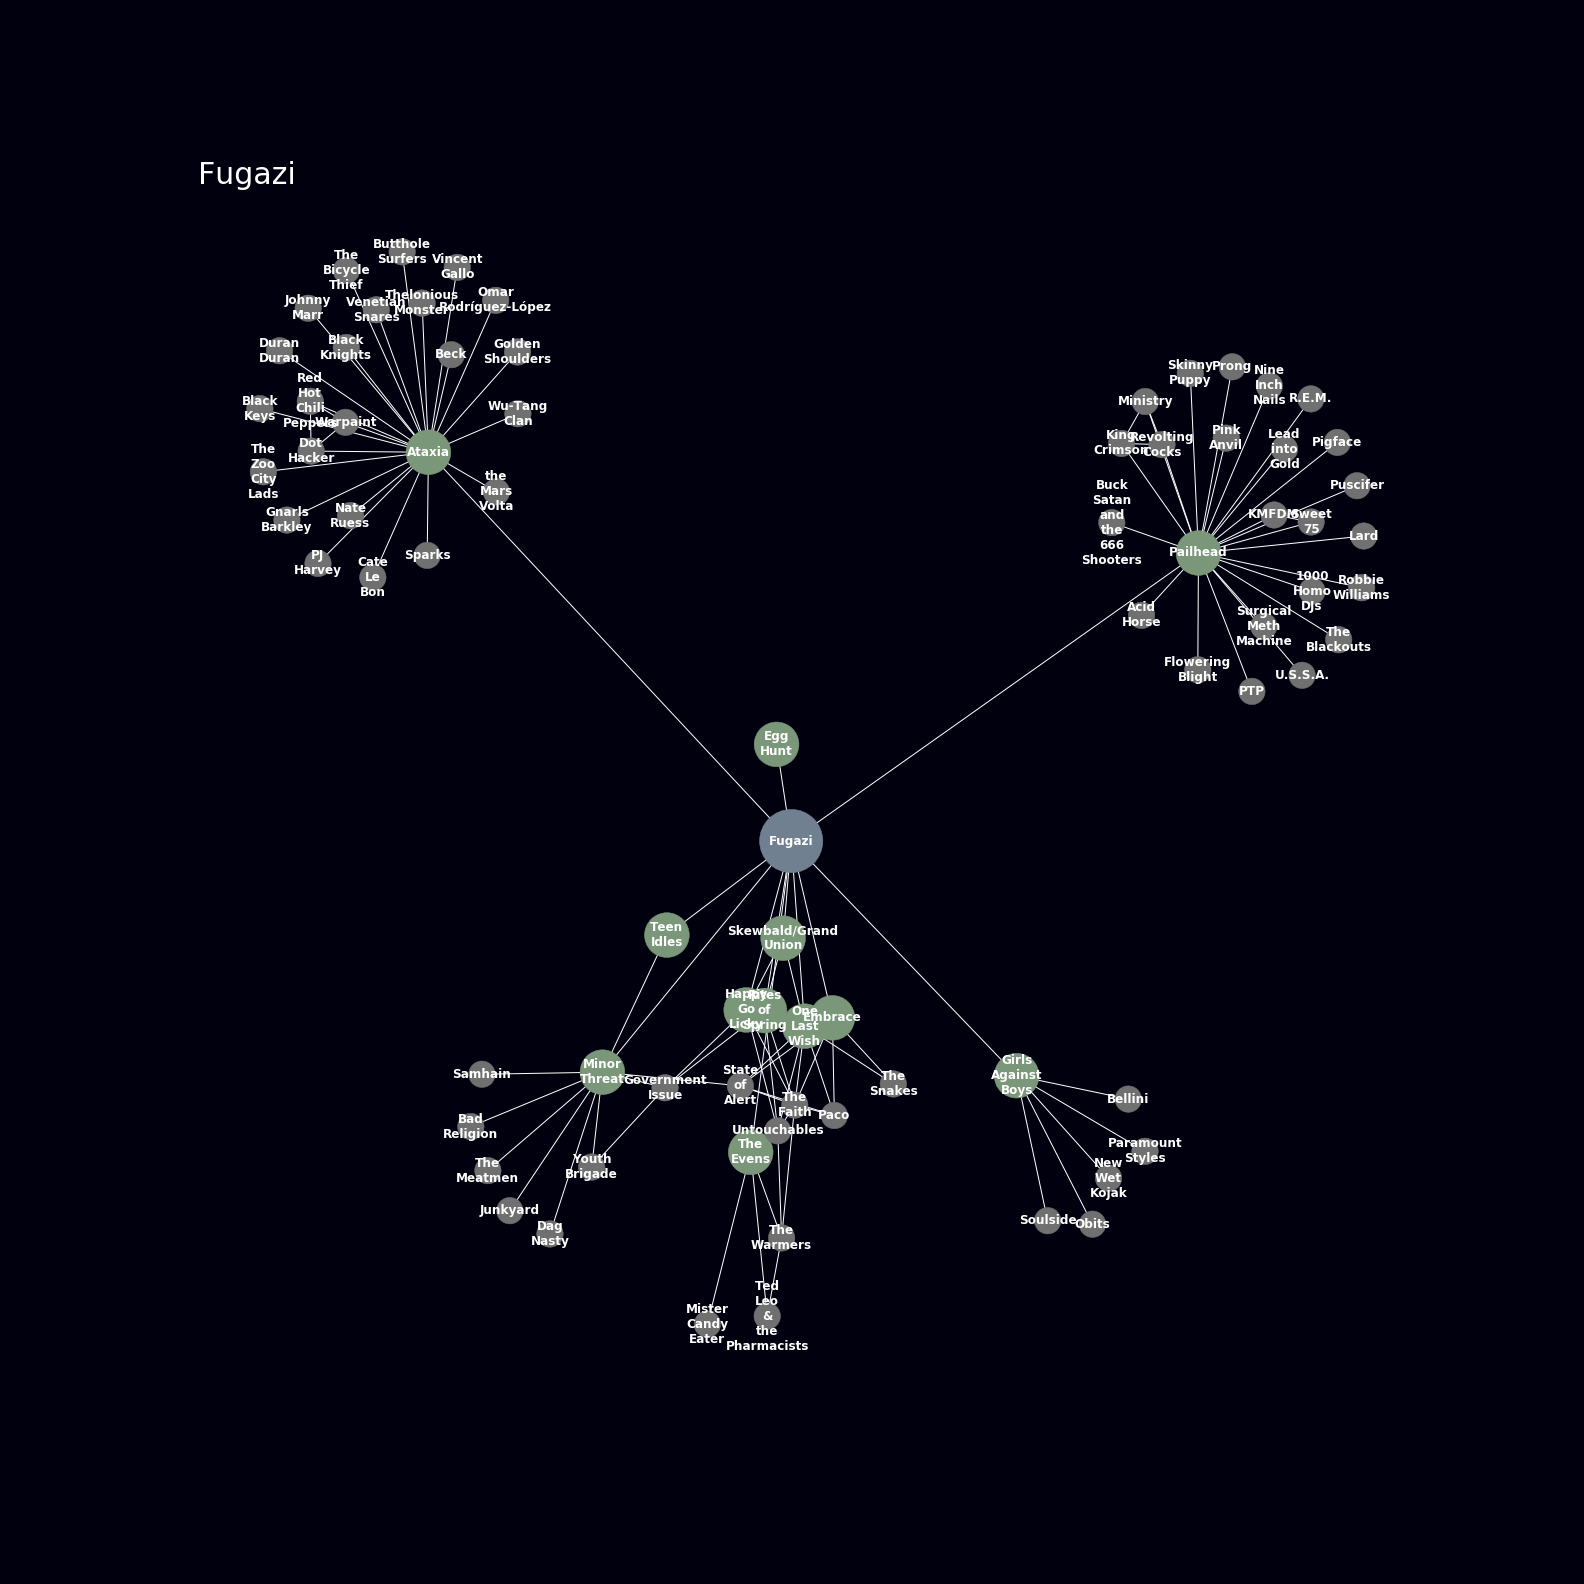 Fugazi
Butthole
Surfers
The
Bicycle
Thief
Vincent
Gallo
Johnny
Marr
Venetian
Snares
Thelonious
Monster
Omar
Rodríguez-López
Duran
Duran
Black
Knights
Beck
Golden
Shoulders
Red
Hot
Chili
Peppers
Warpaint
Black
Keys
Wu-Tang
Clan
Dot
Hacker
Ataxia
The
Zoo
City
Lads
the
Mars
Volta
Gnarls
Barkley
Nate
Ruess
PJ
Harvey
Cate
Le
Bon
Sparks
Skinny
Puppy
Prong
Nine
Inch
Nails
R.E.M.
Ministry
King
Crimson
Revolting
Cocks
Pink
Anvil
Lead
into
Gold
Pigface
Puscifer
Buck
Satan
and
the
666
Shooters
KMFDM
Sweet
75
Lard
Pailhead
1000
Homo
DJs
Robbie
Williams
Acid
Horse
Surgical
Meth
Machine
The
Blackouts
Flowering
Blight
PTP
U.S.S.A.
Egg
Hunt
Fugazi
Teen
Idles
Skewbald/Grand
Union
Happy
Go
Licky
Rites
of
Spring
One
Last
Wish
Embrace
Samhain
Minor
Threat
Government
Issue
State
of
Alert
The
Faith
Paco
The
Snakes
Girls
Against
Boys
Bellini
Bad
Religion
Untouchables
The
Evens
Paramount
Styles
The
Meatmen
Youth
Brigade
New
Wet
Kojak
Junkyard
Dag
Nasty
Soulside
Obits
The
Warmers
Mister
Candy
Eater
Ted
Leo
&
the
Pharmacists